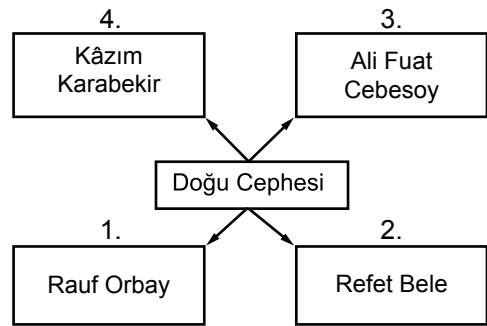 4.
Kâzım
Karabekir
3.
Ali Fuat
Cebesoy
Doğu Cephesi
1.
Rauf Orbay
2.
Refet Bele